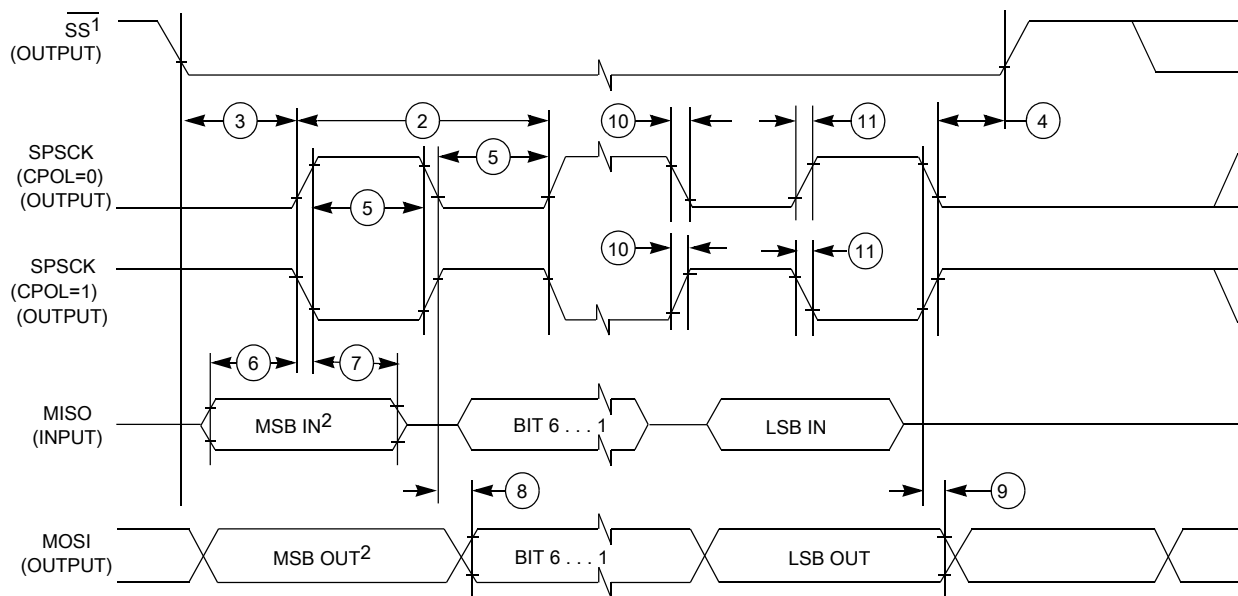 SS1
(OUTPUT)
3
2
10
11
4
SPSCK
(CPOL=0)
(OUTPUT)
5
5
10
11
SPSCK
(CPOL=1)
(OUTPUT)
6
7
MISO
(INPUT)
MSB IN2
BIT 6 . . . 1
LSB IN
8
9
MOSI
(OUTPUT)
MSB OUT2
BIT 6 . . . 1
LSB OUT